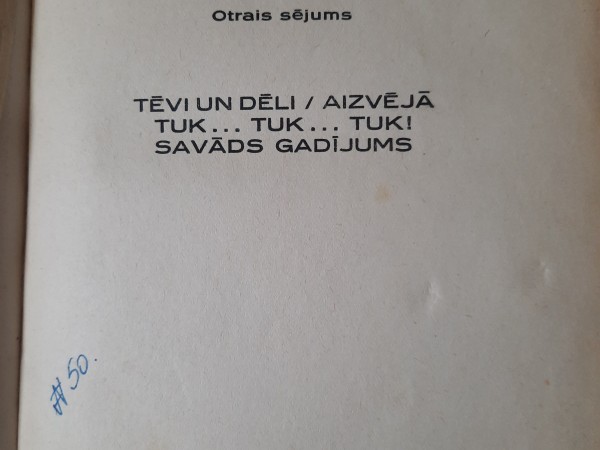 Otrais sējums
TĒVI UN DĒLI / AIZVĒJĀ
TUK... TUK... TUK!
SAVĀDS GADĪJUMS
50.